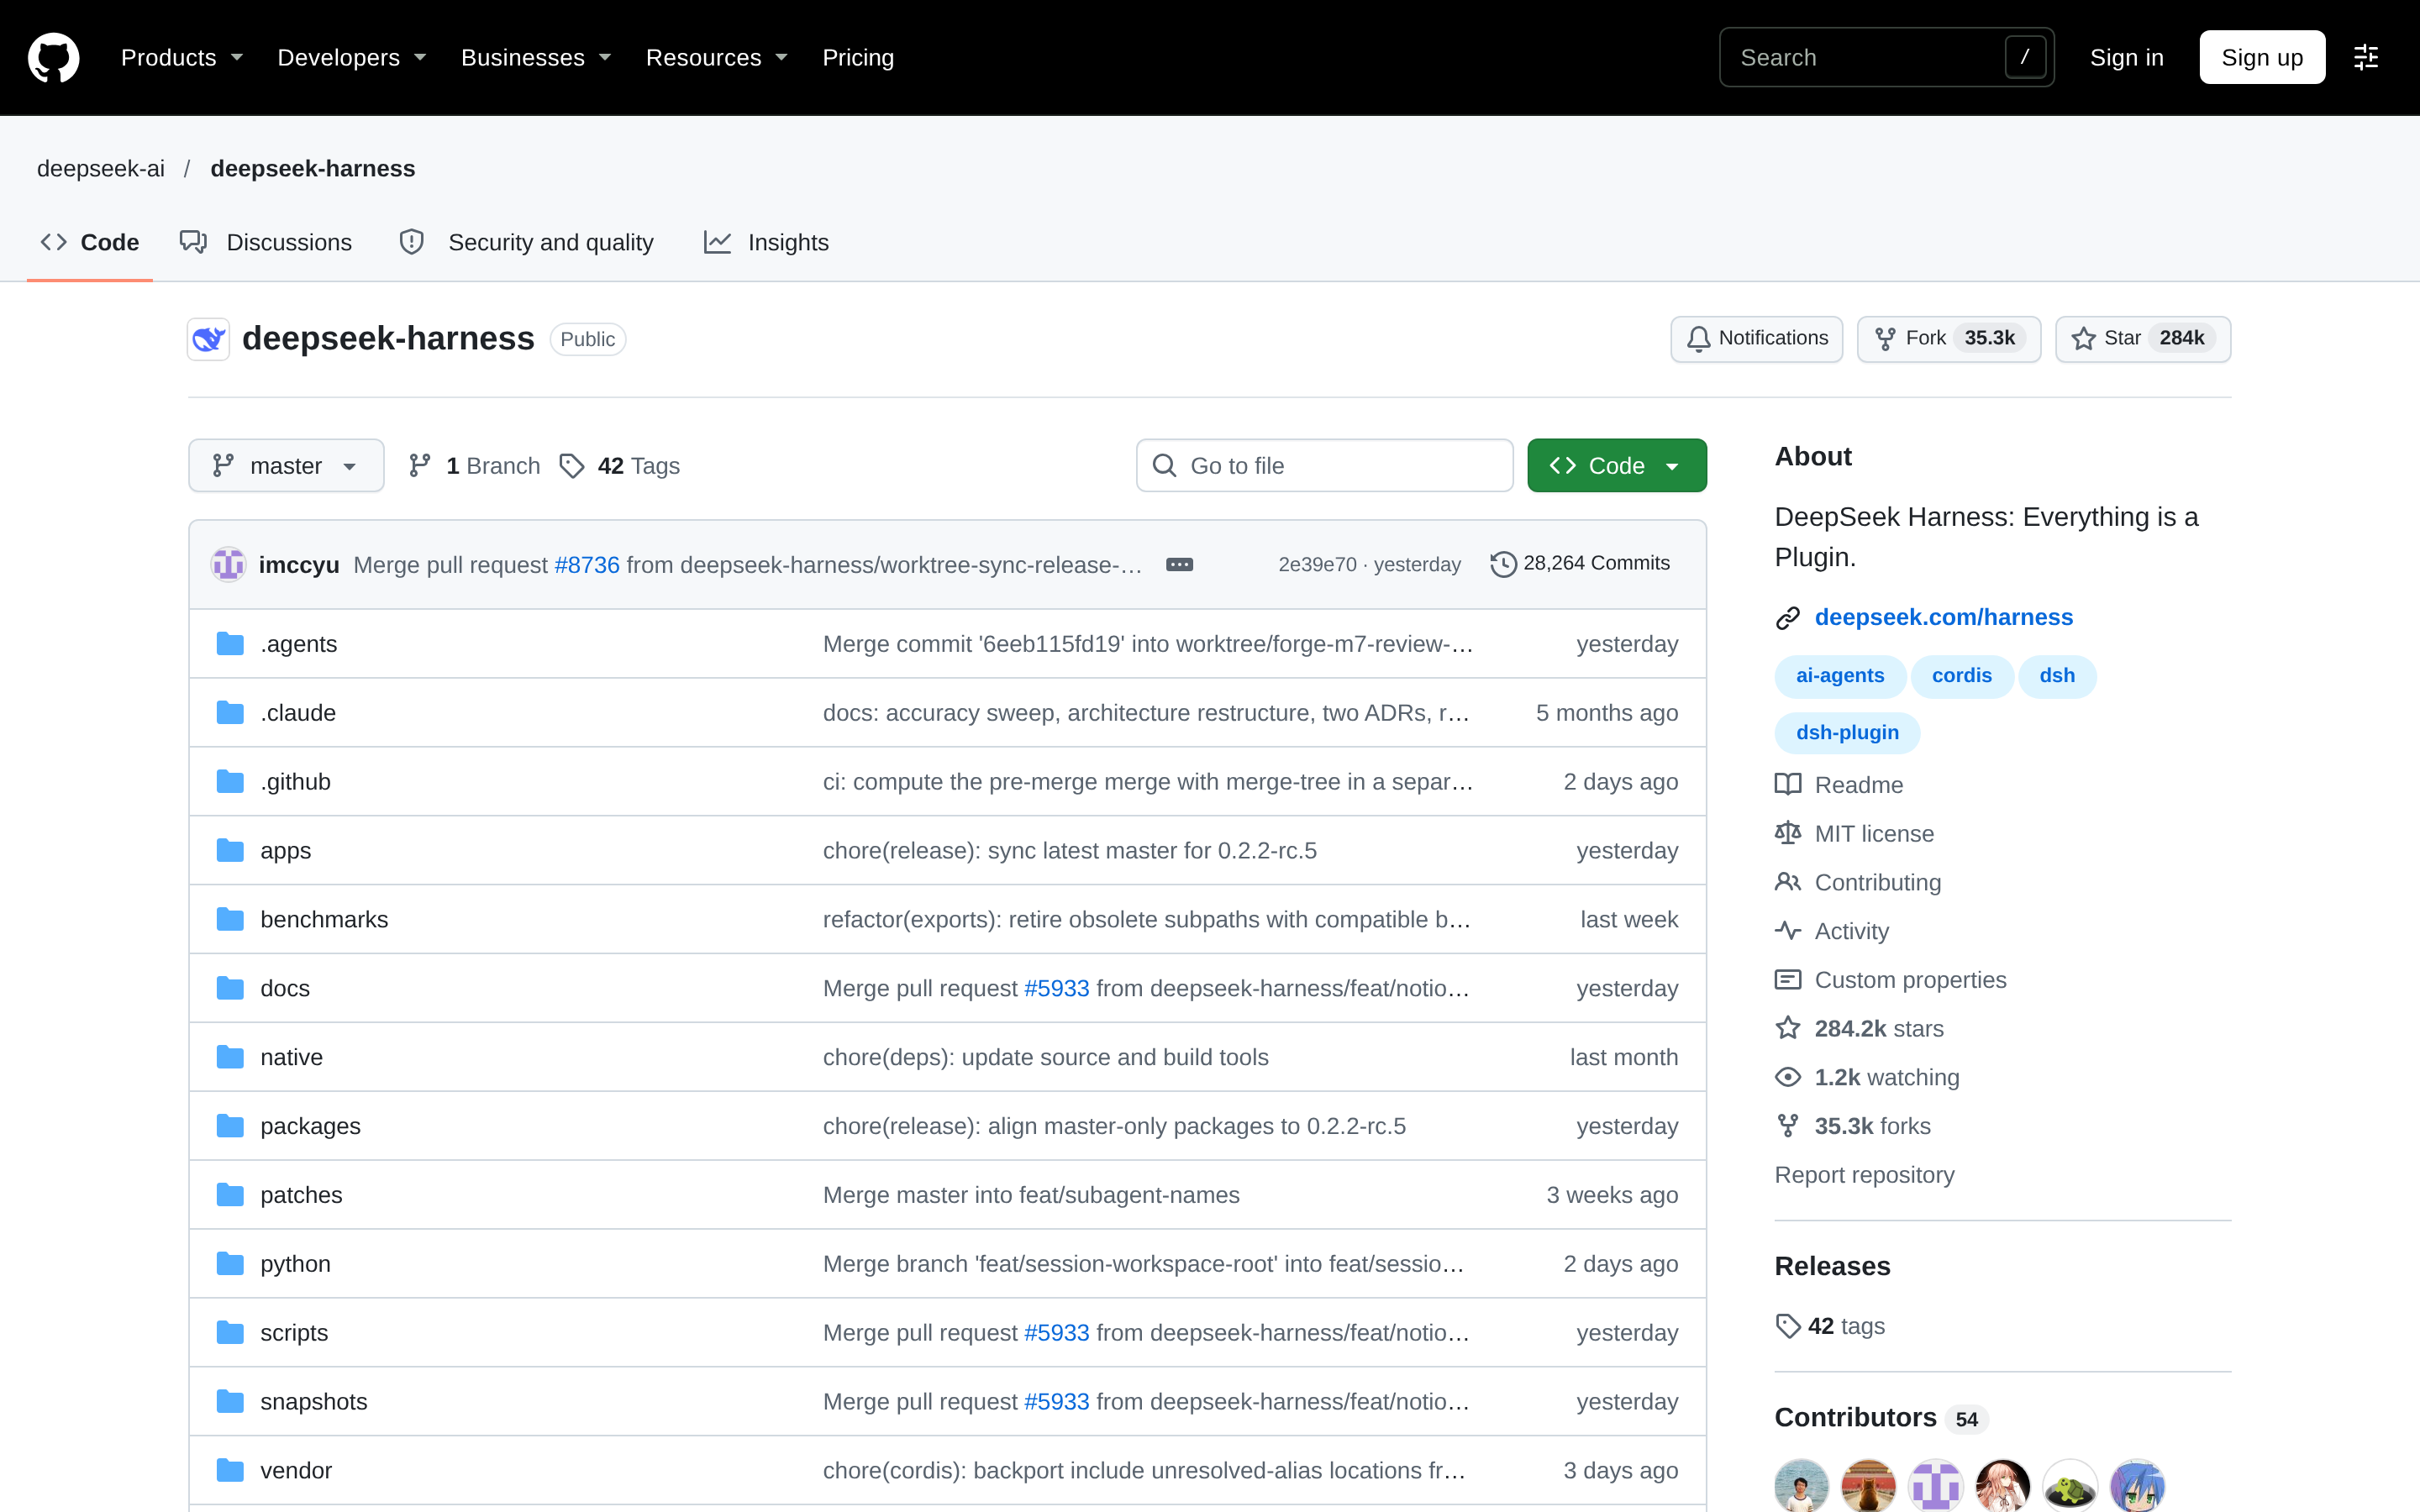 Products Developers Businesses Resources Pricing Search / Sign in Sign up
deepseek-ai / deepseek-harness
Code Discussions Security and quality Insights
deepseek-harness Public Notifications Fork 35.3k Star 284k
master 1 Branch 42 Tags Go to file Code
imccyu Merge pull request #8736 from deepseek-harness/worktree-sync-release-… 2e39e70 · yesterday 28,264 Commits
.agents Merge commit '6eeb115fd19' into worktree/forge-m7-review-… yesterday
.claude docs: accuracy sweep, architecture restructure, two ADRs, r… 5 months ago
.github ci: compute the pre-merge merge with merge-tree in a separ… 2 days ago
apps chore(release): sync latest master for 0.2.2-rc.5 yesterday
benchmarks refactor(exports): retire obsolete subpaths with compatible b… last week
docs Merge pull request #5933 from deepseek-harness/feat/notio… yesterday
native chore(deps): update source and build tools last month
packages chore(release): align master-only packages to 0.2.2-rc.5 yesterday
patches Merge master into feat/subagent-names 3 weeks ago
python Merge branch 'feat/session-workspace-root' into feat/sessio… 2 days ago
scripts Merge pull request #5933 from deepseek-harness/feat/notio… yesterday
snapshots Merge pull request #5933 from deepseek-harness/feat/notio… yesterday
vendor chore(cordis): backport include unresolved-alias locations fr… 3 days ago
About
DeepSeek Harness: Everything is a
Plugin.
deepseek.com/harness
ai-agents cordis dsh
dsh-plugin
Readme
MIT license
Contributing
Activity
Custom properties
284.2k stars
1.2k watching
35.3k forks
Report repository
Releases
42 tags
Contributors 54